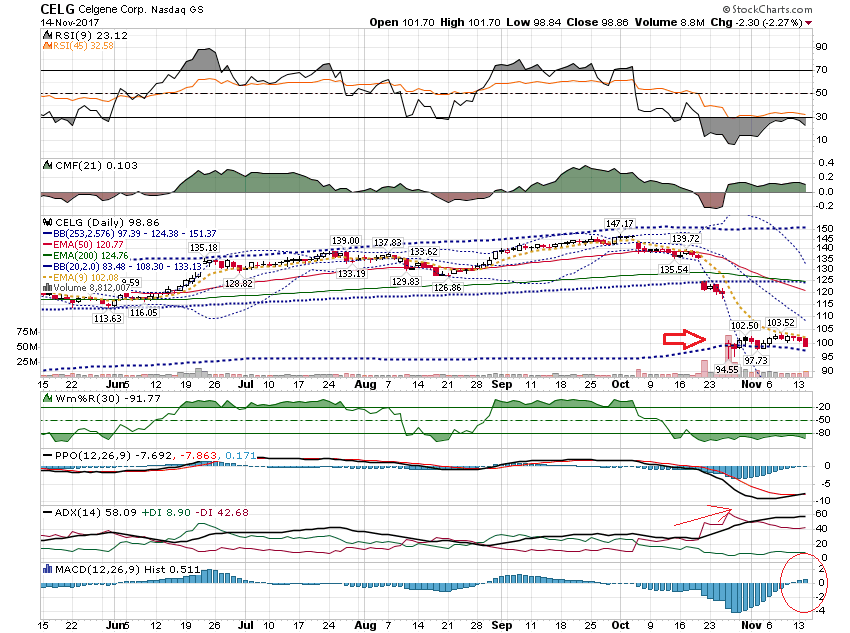 CELG Celgene Corp. Nasdaq GS © StockCharts.com
14-Nov-2017 Open 101.70 High 101.70 Low 98.84 Close 98.86 Volume 8.8M Chg -2.30 (-2.27%)
RSI(9) 23.12
RSI(45) 32.58
90
70
50
30
10
CMF(21) 0.103
0.4
0.2
0.0
-0.2
CELG (Daily) 98.86
BB(253,2.576) 97.39 - 124.38 - 151.37
EMA(50) 120.77
EMA(200) 124.76
BB(20,2.0) 83.48 - 108.30 - 133.13
EMA(9) 102.08
Volume 8,812,007
113.63
116.05
135.18
128.82
139.00
133.19
137.83
129.83
133.62
126.86
147.17
135.54
139.72
94.55
102.50
97.73
103.52
150
145
140
135
130
125
120
115
110
105
100
95
90
75M
50M
25M
15 22 Jun 5 12 19 26 Jul 10 17 24 Aug 7 14 21 28 Sep 11 18 25 Oct 9 16 23 Nov 6 13
Wm%R(30) -91.77
-20
-50
-80
PPO(12,26,9) -7.692, -7.863, 0.171
0
-5
-10
ADX(14) 58.09 +DI 8.90 -DI 42.68
60
40
20
0
MACD(12,26,9) Hist 0.511
2
0
-2
-4
15 22 Jun 5 12 19 26 Jul 10 17 24 Aug 7 14 21 28 Sep 11 18 25 Oct 9 16 23 Nov 6 13